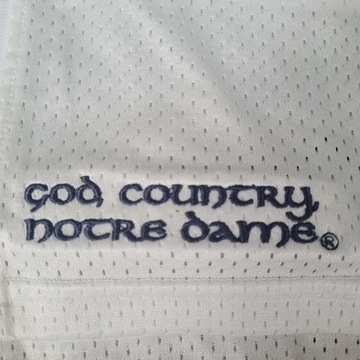 God, Country,
Notre Dame®